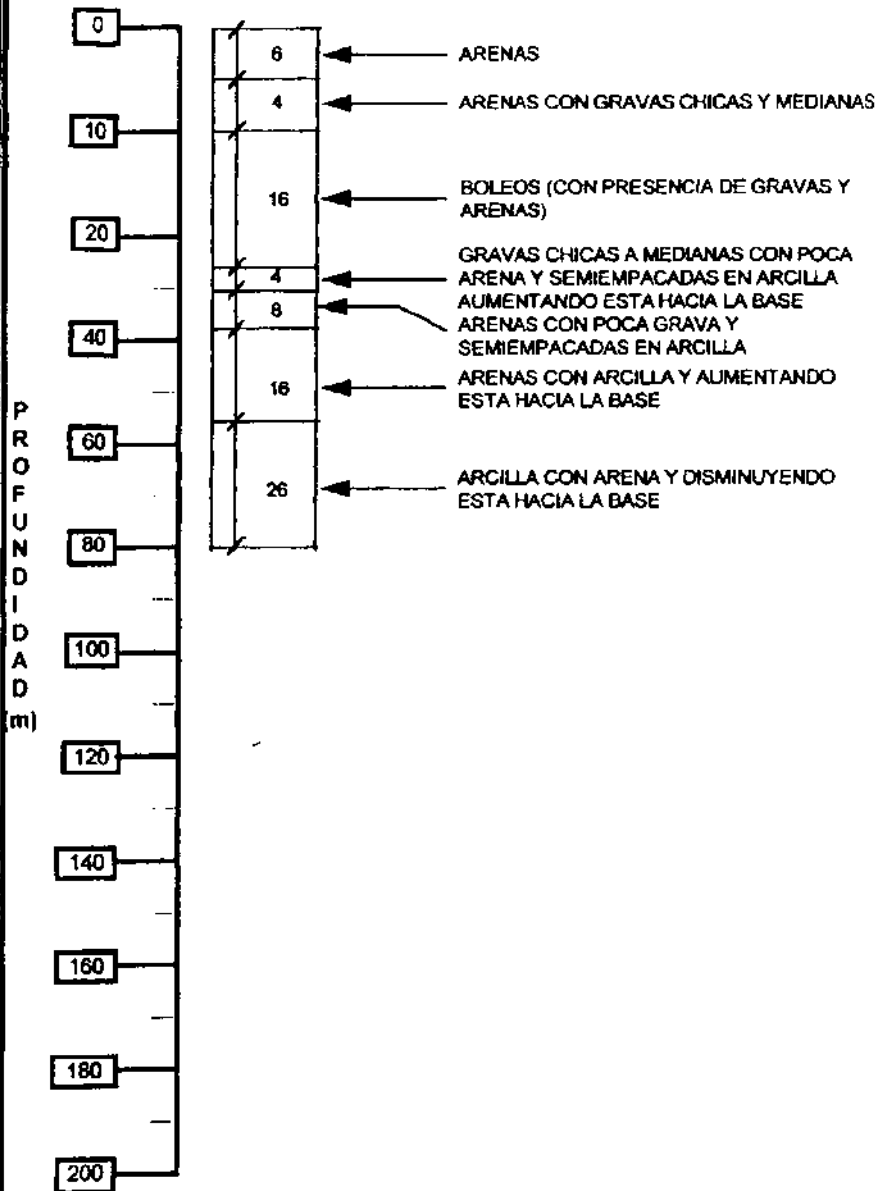 0
10
20
40
60
80
100
120
140
160
180
200
PROFUNDIDAD
(m)
6
ARENAS
4
ARENAS CON GRAVAS CHICAS Y MEDIANAS
16
BOLEOS (CON PRESENCIA DE GRAVAS Y
ARENAS)
4
GRAVAS CHICAS A MEDIANAS CON POCA
ARENA Y SEMIEMPACADAS EN ARCILLA
AUMENTANDO ESTA HACIA LA BASE
8
ARENAS CON POCA GRAVA Y
SEMIEMPACADAS EN ARCILLA
16
ARENAS CON ARCILLA Y AUMENTANDO
ESTA HACIA LA BASE
26
ARCILLA CON ARENA Y DISMINUYENDO
ESTA HACIA LA BASE